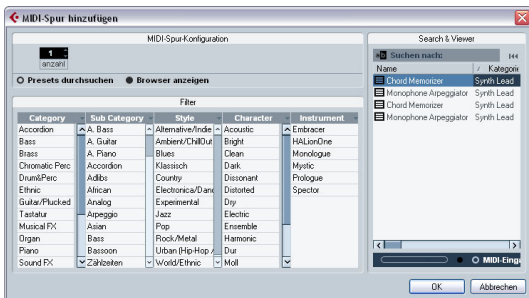 MIDI-Spur hinzufügen
MIDI-Spur-Konfiguration
1
anzahl
Presets durchsuchen Browser anzeigen
Filter
Category Sub Category Style Character Instrument
Accordion A. Bass Alternative/Indie Acoustic Embracer
Bass A. Guitar Ambient/ChillOut Bright HALionOne
Brass A. Piano Blues Clean Monologue
Chromatic Perc Accordion Klassisch Dark Mystic
Drum&Perc Adlibs Country Dissonant Prologue
Ethnic African Electronica/Danc Distorted Spector
Guitar/Plucked Analog Experimental Dry
Tastatur Arpeggio Jazz Electric
Musical FX Asian Pop Ensemble
Organ Bass Rock/Metal Harmonic
Piano Bassoon Urban (Hip-Hop / Dur
Sound FX Zählzeiten World/Ethnic Moll
Search & Viewer
Suchen nach:
Name Kategorie
Chord Memorizer Synth Lead
Monophone Arpeggiator Synth Lead
Chord Memorizer Synth Lead
Monophone Arpeggiator Synth Lead
MIDI-Einga
OK Abbrechen